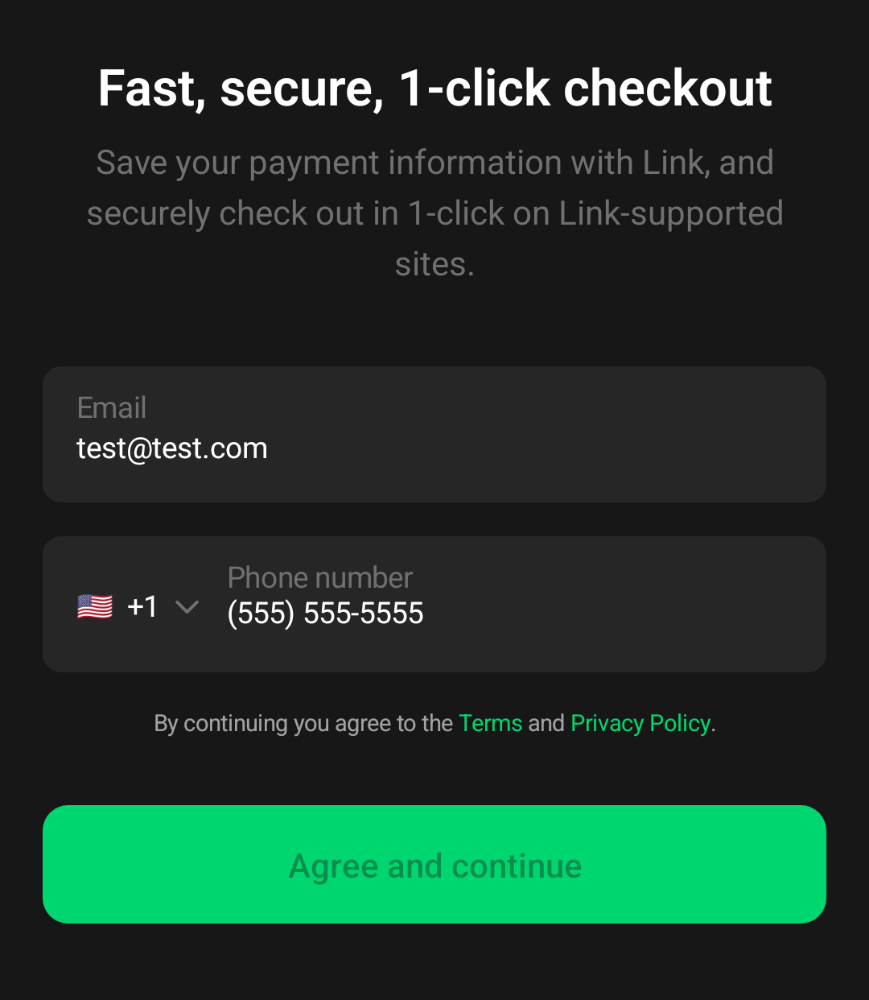 Fast, secure, 1-click checkout
Save your payment information with Link, and
securely check out in 1-click on Link-supported
sites.
Email
test@test.com
Phone number
🇺🇸 +1 (555) 555-5555
By continuing you agree to the Terms and Privacy Policy.
Agree and continue